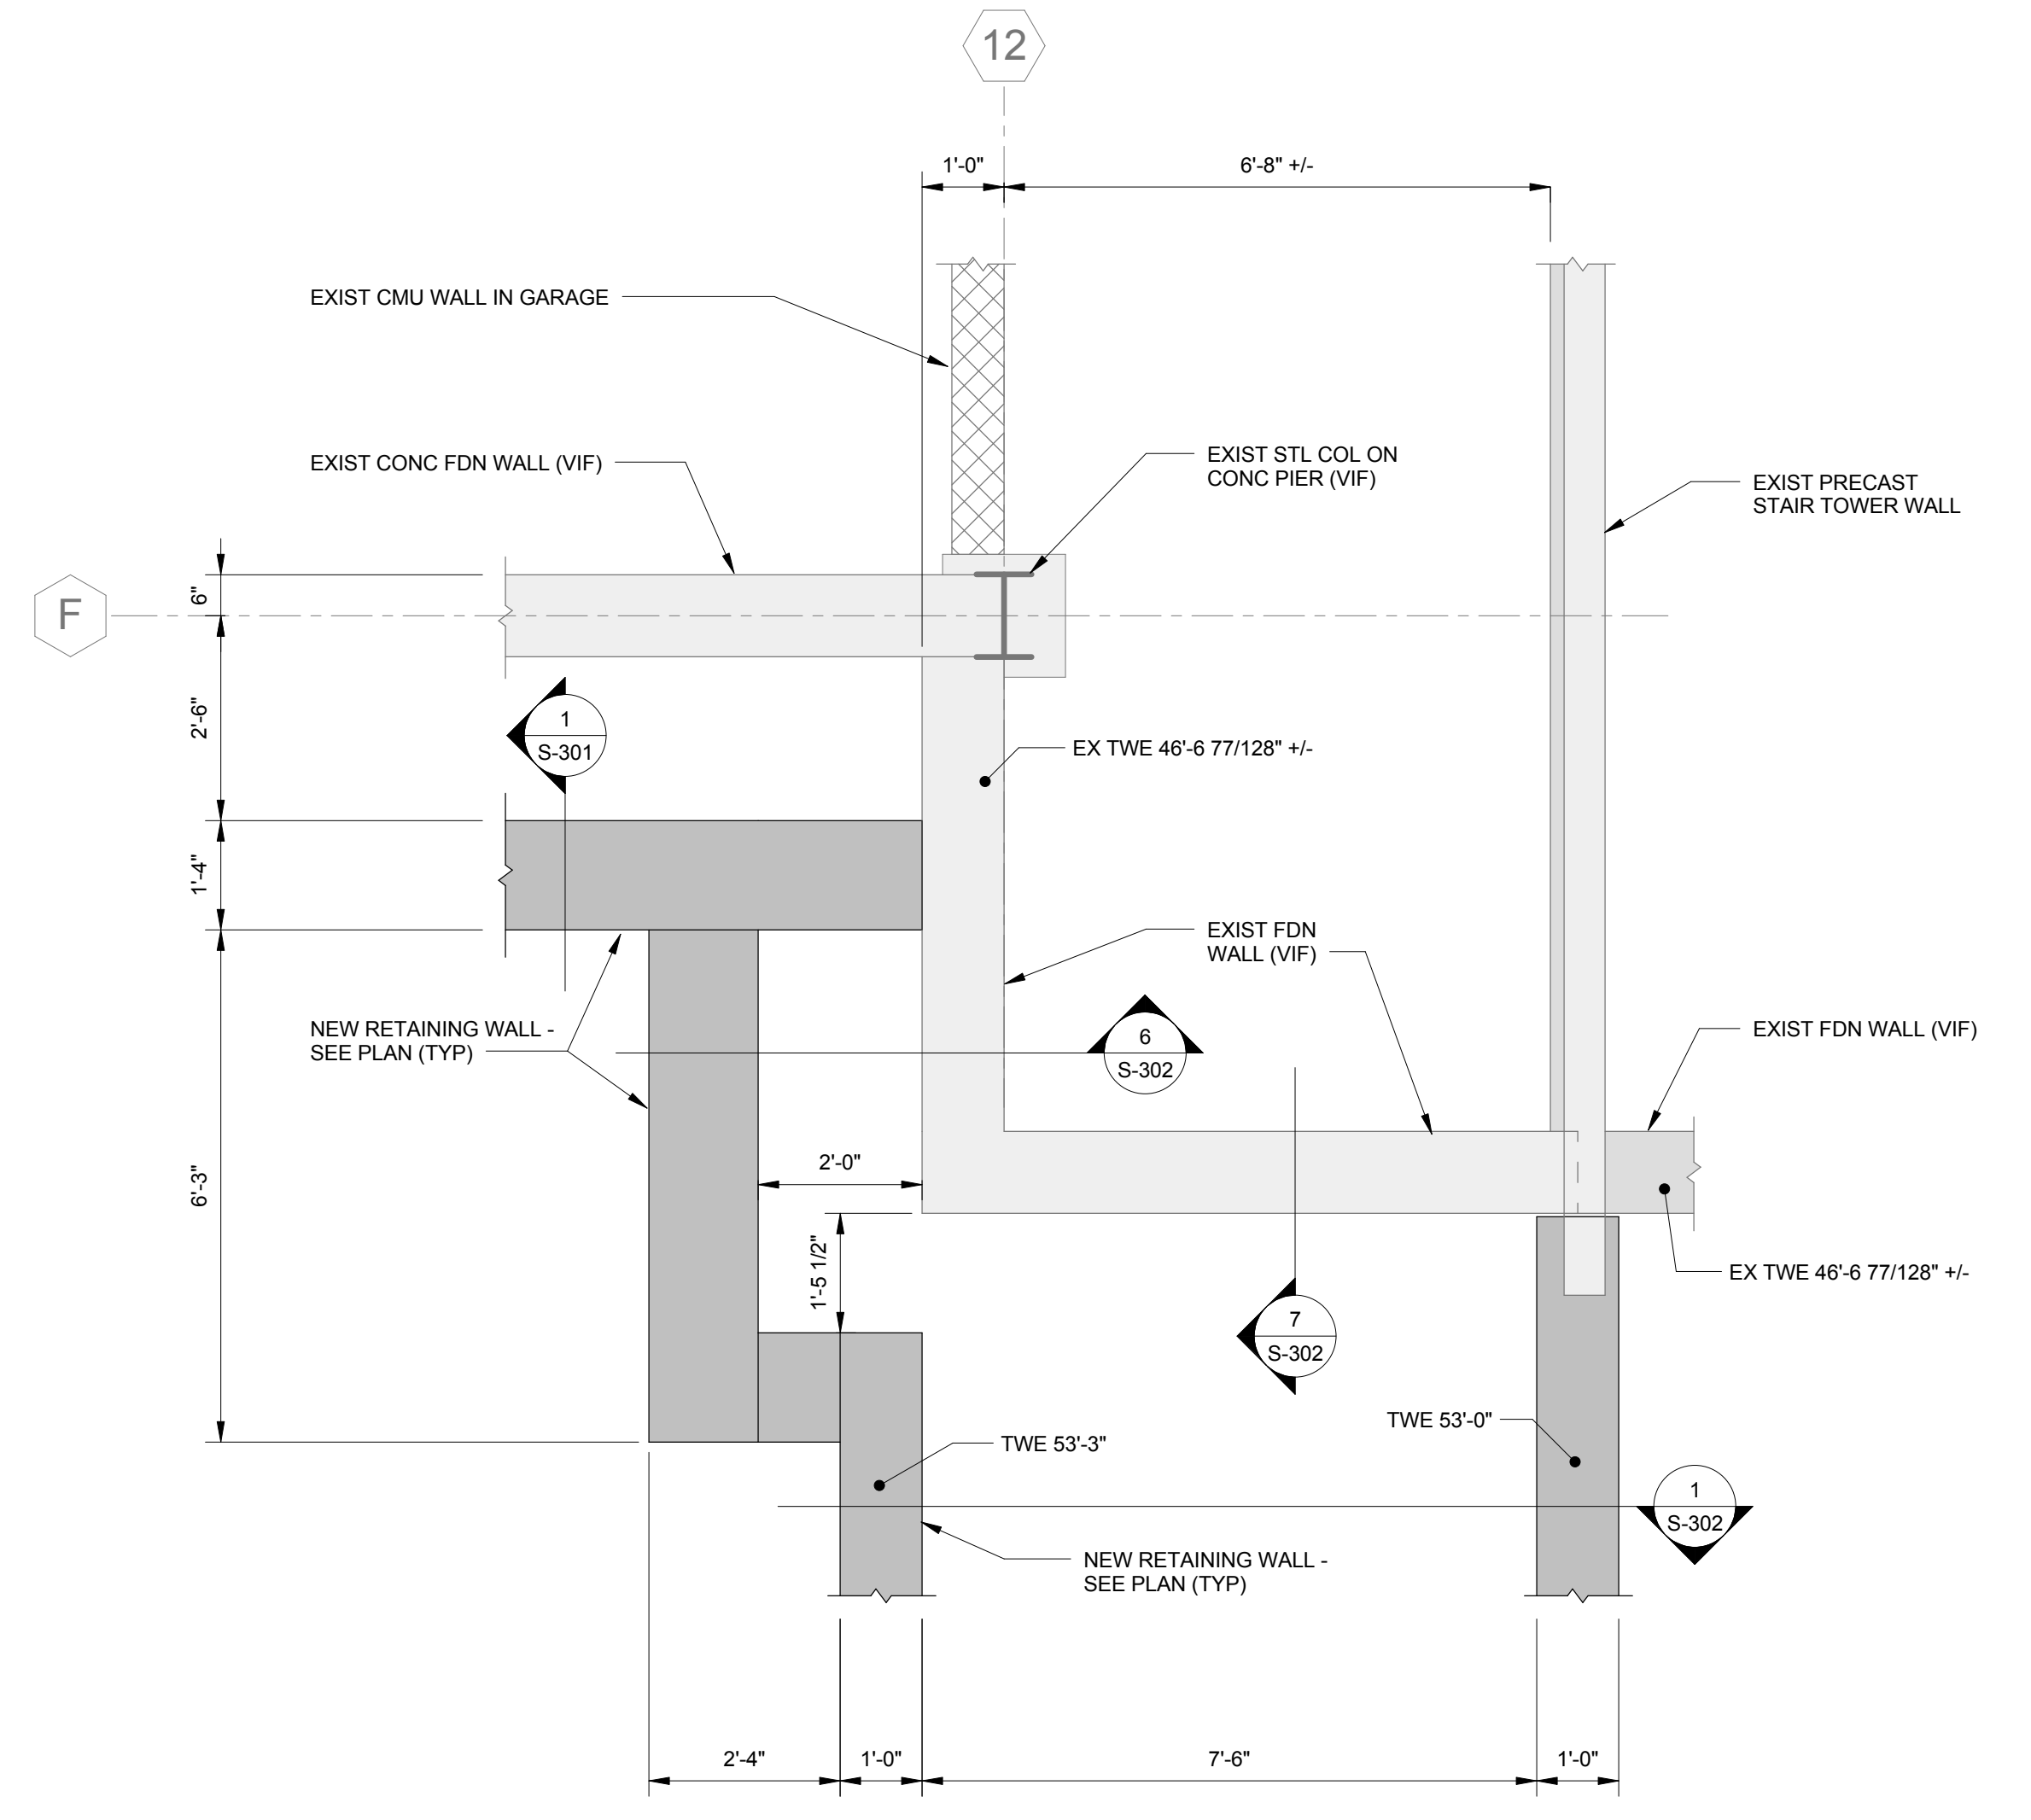 12
1'-0"
6'-8" +/-
EXIST CMU WALL IN GARAGE
EXIST CONC FDN WALL (VIF)
EXIST STL COL ON
CONC PIER (VIF)
EXIST PRECAST
STAIR TOWER WALL
F
6"
2'-6"
1'-4"
6'-3"
1
S-301
EX TWE 46'-6 77/128" +/-
EXIST FDN
WALL (VIF)
NEW RETAINING WALL -
SEE PLAN (TYP)
6
S-302
EXIST FDN WALL (VIF)
2'-0"
1'-5 1/2"
EX TWE 46'-6 77/128" +/-
7
S-302
TWE 53'-0"
TWE 53'-3"
1
S-302
NEW RETAINING WALL -
SEE PLAN (TYP)
2'-4"
1'-0"
7'-6"
1'-0"